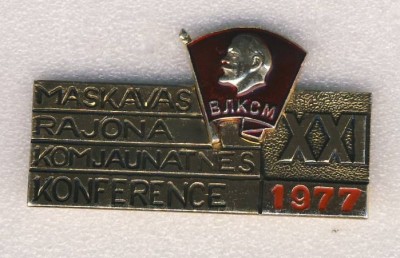 MASKAVAS
RAJONA
KOMJAUNATNES
KONFERENCE
ВЛКСМ
XXI
1977